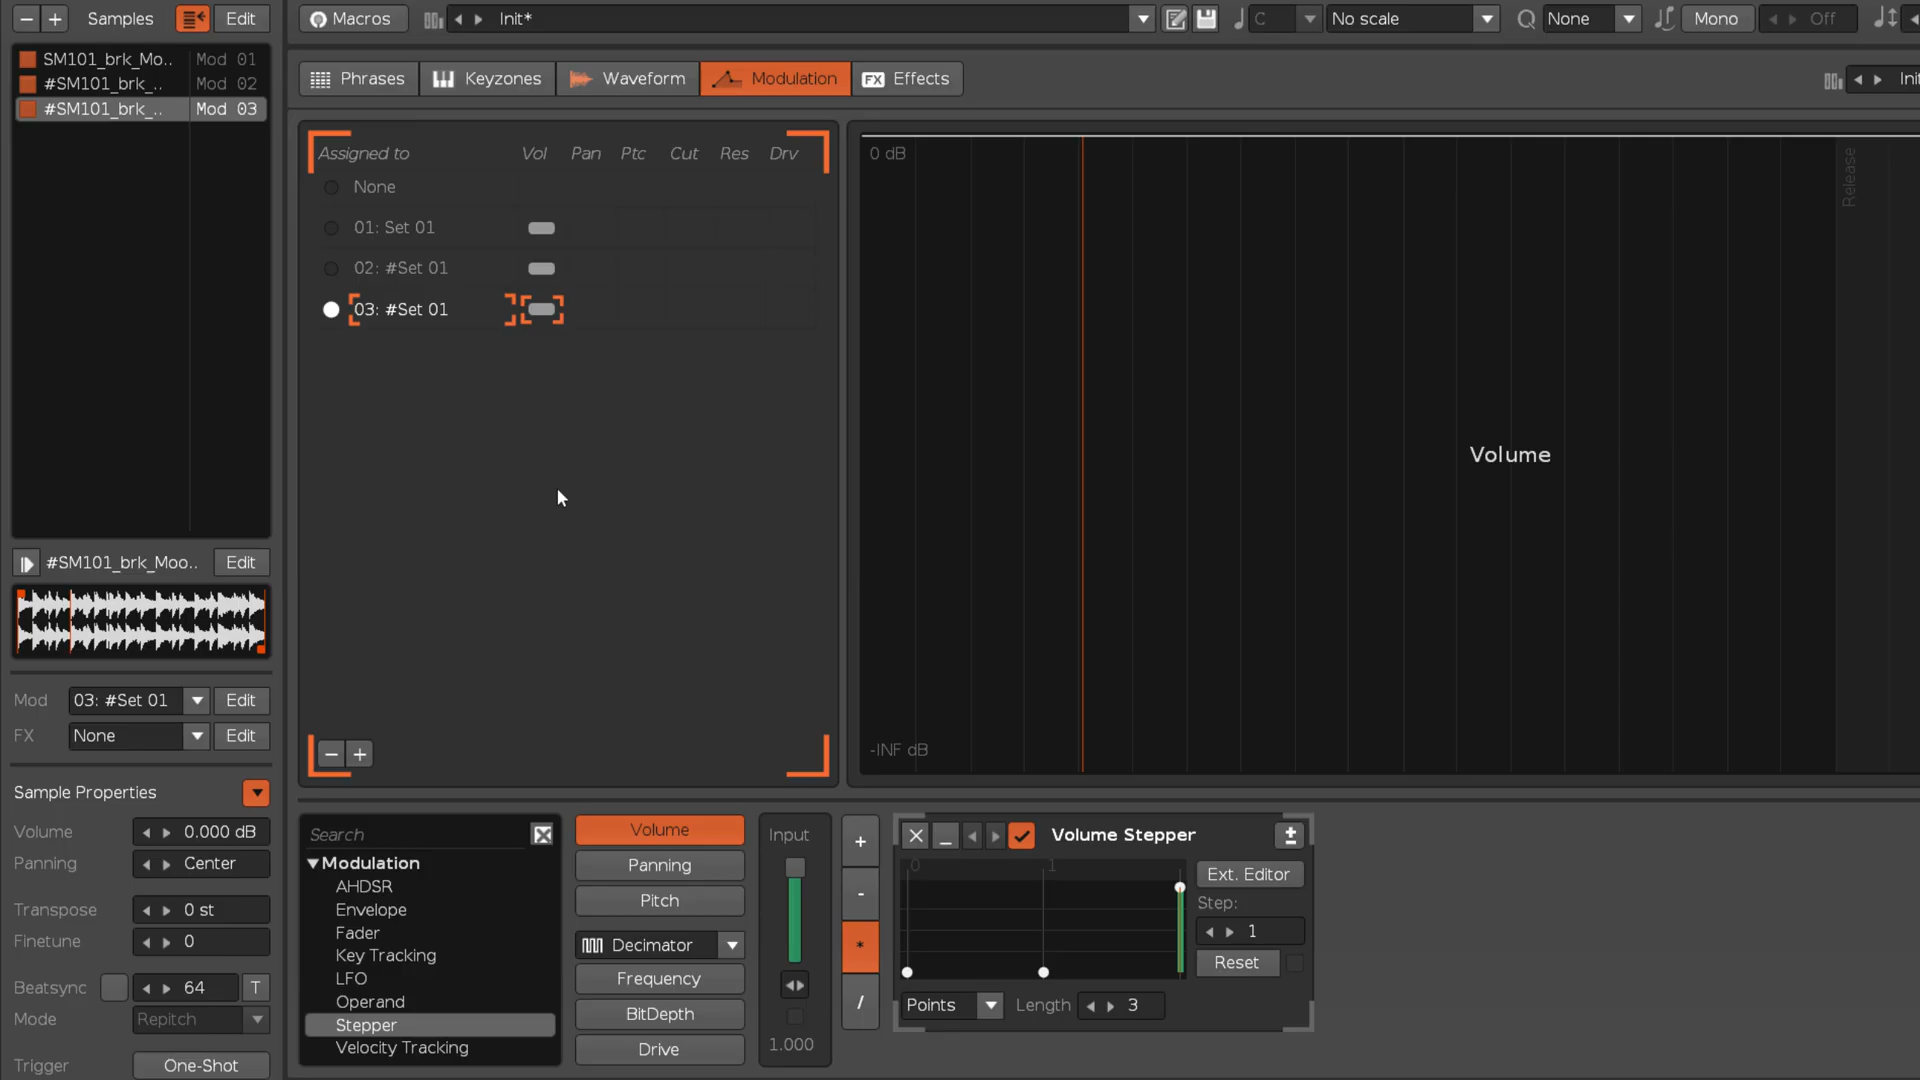 Samples Edit Macros Init* C No scale None Mono Off
SM101_brk_Mo.. Mod 01
#SM101_brk_.. Mod 02
#SM101_brk_.. Mod 03
Phrases Keyzones Waveform Modulation FX Effects Init
Assigned to Vol Pan Ptc Cut Res Drv
None
01: Set 01
02: #Set 01
03: #Set 01
0 dB
Release
Volume
-INF dB
#SM101_brk_Moo.. Edit
Mod 03: #Set 01 Edit
FX None Edit
Sample Properties
Volume 0.000 dB
Panning Center
Transpose 0 st
Finetune 0
Beatsync 64 T
Mode Repitch
Trigger One-Shot
Search
Modulation
AHDSR
Envelope
Fader
Key Tracking
LFO
Operand
Stepper
Velocity Tracking
Volume
Panning
Pitch
Decimator
Frequency
BitDepth
Drive
Input
1.000
+
-
*
/
Volume Stepper
0 1
Ext. Editor
Step:
1
Reset
Points Length 3